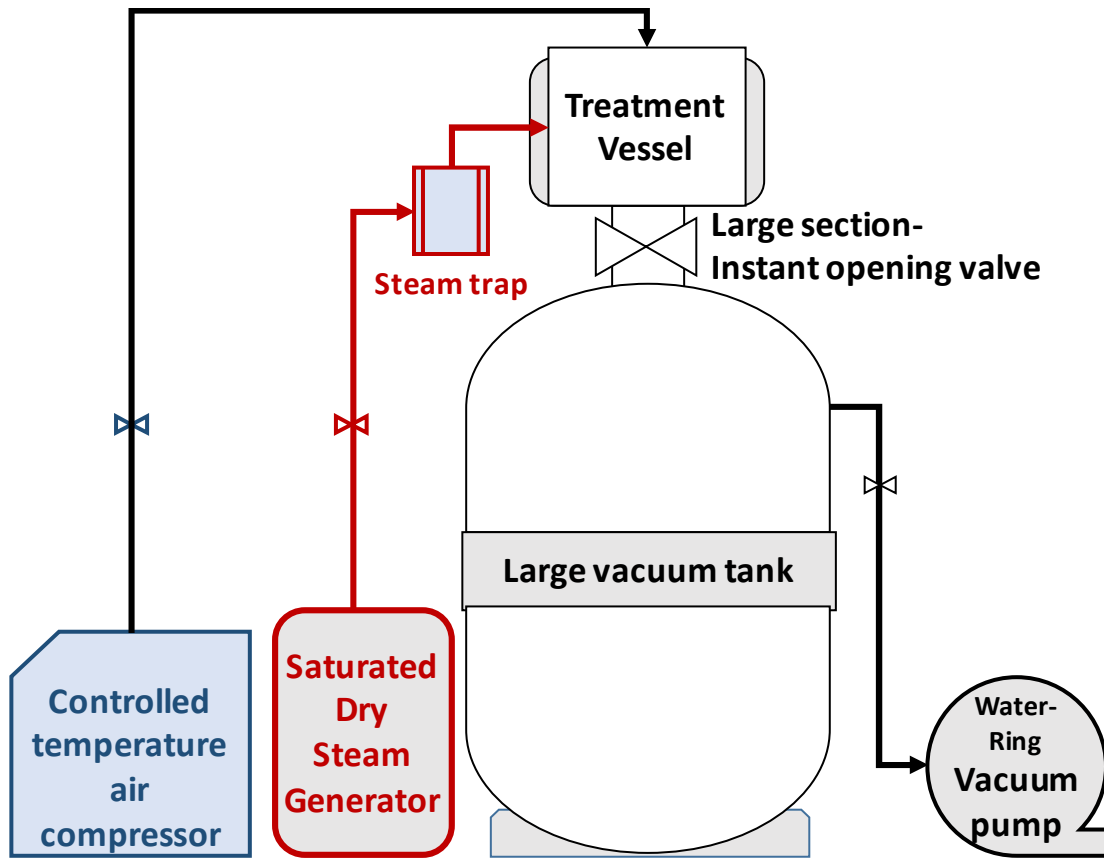 Treatment
Vessel
Large section-
Instant opening valve
Steam trap
Large vacuum tank
Controlled
temperature
air
compressor
Saturated
Dry
Steam
Generator
Water-
Ring
Vacuum
pump